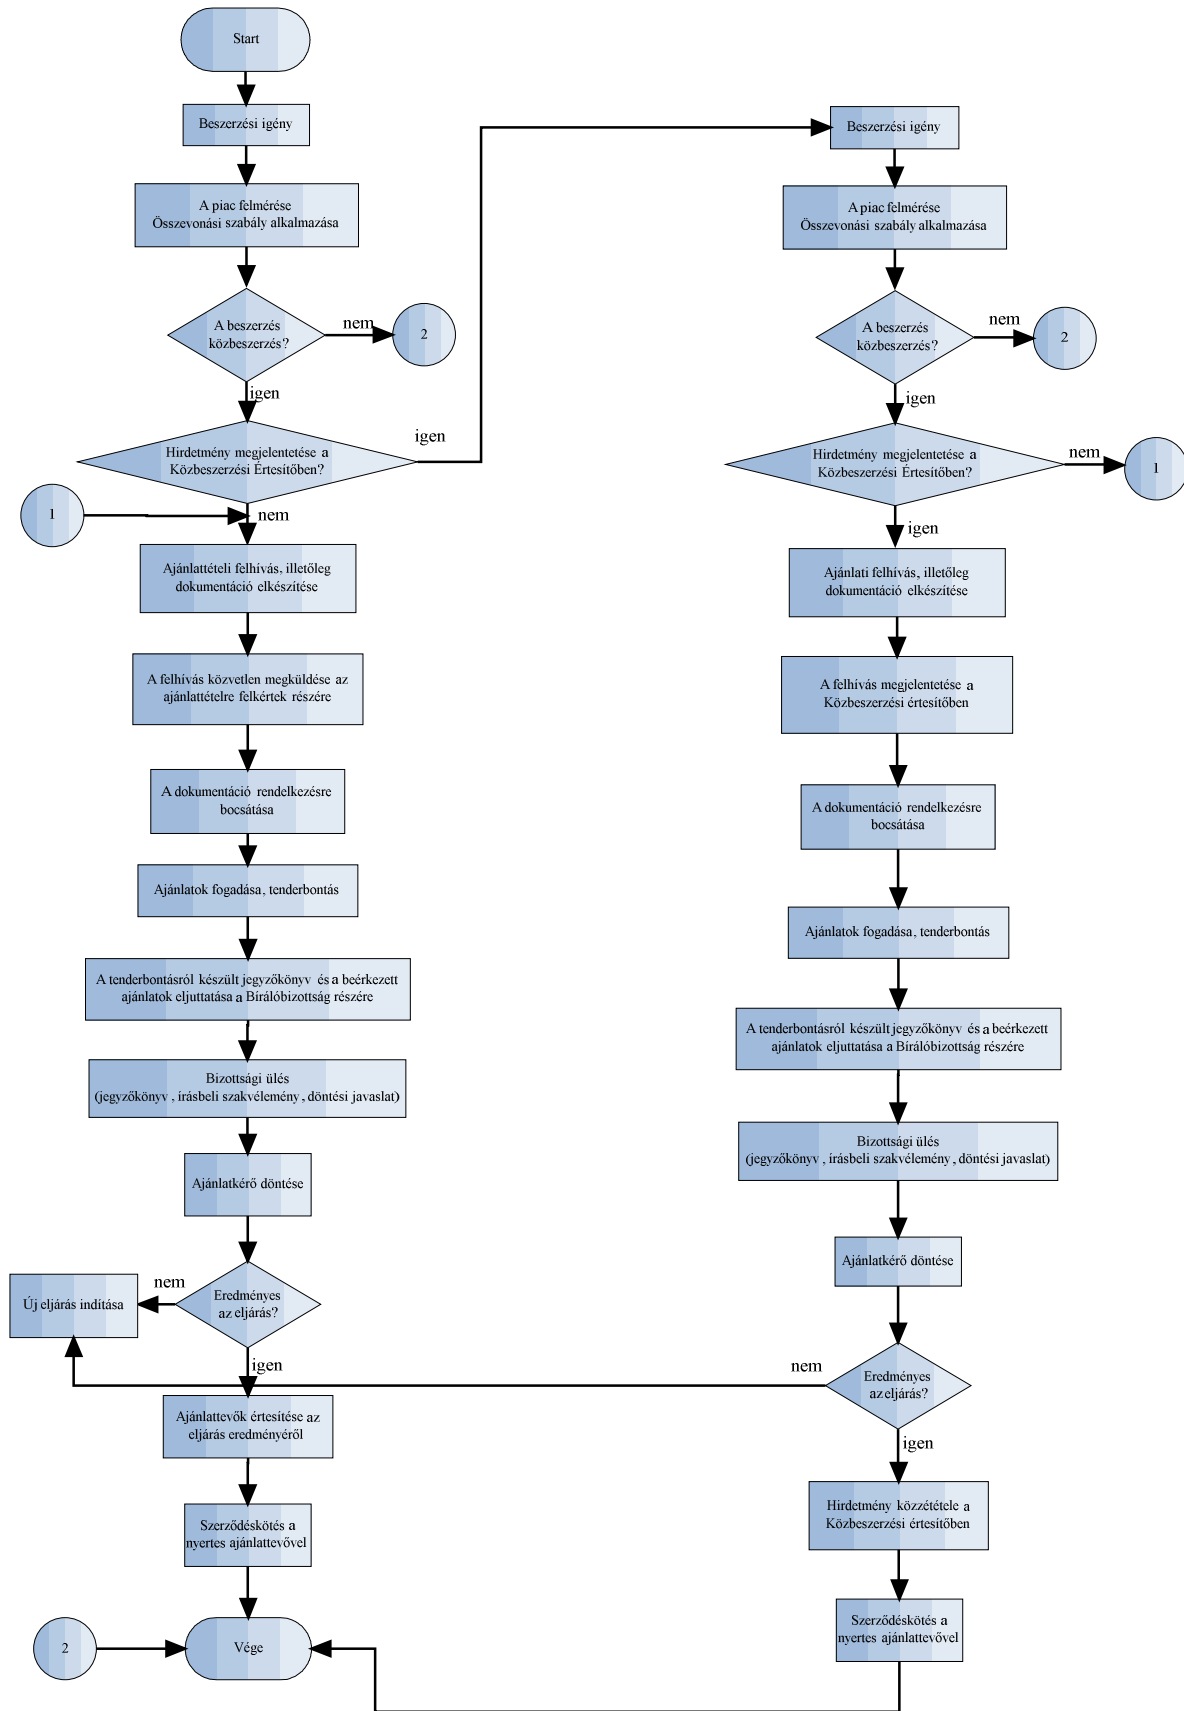 Start
Beszerzési igény
A piac felmérése
Összevonási szabály alkalmazása
A beszerzés
közbeszerzés?
nem
2
igen
Hirdetmény megjelentetése a
Közbeszerzési Értesítőben?
igen
1
nem
Ajánlattételi felhívás, illetőleg
dokumentáció elkészítése
A felhívás közvetlen megküldése az
ajánlattételre felkértek részére
A dokumentáció rendelkezésre
bocsátása
Ajánlatok fogadása, tenderbontás
A tenderbontásról készült jegyzőkönyv és a beérkezett
ajánlatok eljuttatása a Bírálóbizottság részére
Bizottsági ülés
(jegyzőkönyv, írásbeli szakvélemény, döntési javaslat)
Ajánlatkérő döntése
Eredményes
az eljárás?
nem
Új eljárás indítása
igen
Ajánlattevők értesítése az
eljárás eredményéről
Szerződéskötés a
nyertes ajánlattevővel
2
Vége
Beszerzési igény
A piac felmérése
Összevonási szabály alkalmazása
A beszerzés
közbeszerzés?
nem
2
igen
Hirdetmény megjelentetése a
Közbeszerzési Értesítőben?
nem
1
igen
Ajánlati felhívás, illetőleg
dokumentáció elkészítése
A felhívás megjelentetése a
Közbeszerzési értesítőben
A dokumentáció rendelkezésre
bocsátása
Ajánlatok fogadása, tenderbontás
A tenderbontásról készült jegyzőkönyv és a beérkezett
ajánlatok eljuttatása a Bírálóbizottság részére
Bizottsági ülés
(jegyzőkönyv, írásbeli szakvélemény, döntési javaslat)
Ajánlatkérő döntése
Eredményes
az eljárás?
nem
igen
Hirdetmény közzététele a
Közbeszerzési értesítőben
Szerződéskötés a
nyertes ajánlattevővel